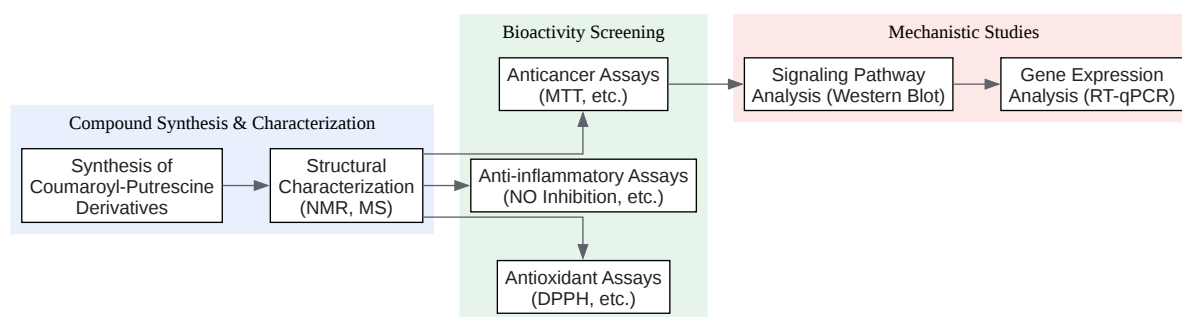 Compound Synthesis & Characterization
Synthesis of
Coumaroyl-Putrescine
Derivatives
Structural
Characterization
(NMR, MS)
Bioactivity Screening
Anticancer Assays
(MTT, etc.)
Anti-inflammatory Assays
(NO Inhibition, etc.)
Antioxidant Assays
(DPPH, etc.)
Mechanistic Studies
Signaling Pathway
Analysis (Western Blot)
Gene Expression
Analysis (RT-qPCR)